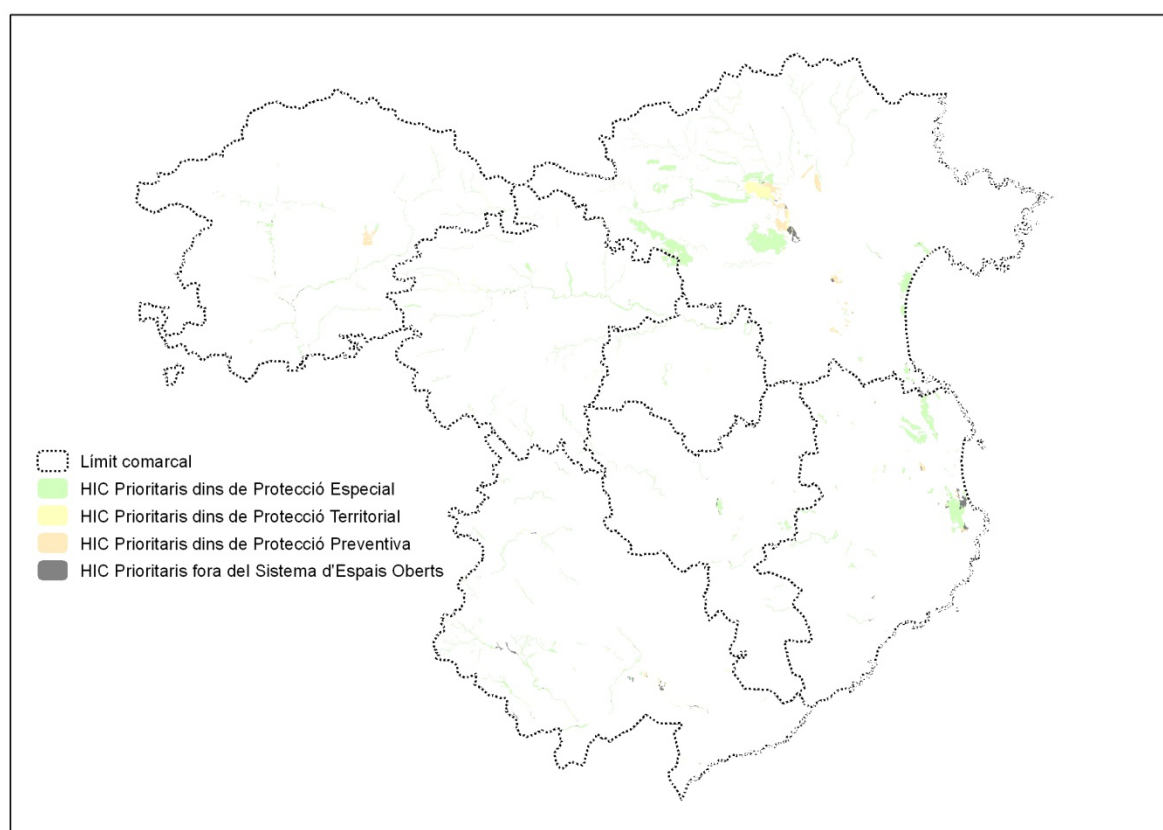 Límit comarcal
HIC Prioritaris dins de Protecció Especial
HIC Prioritaris dins de Protecció Territorial
HIC Prioritaris dins de Protecció Preventiva
HIC Prioritaris fora del Sistema d'Espais Oberts